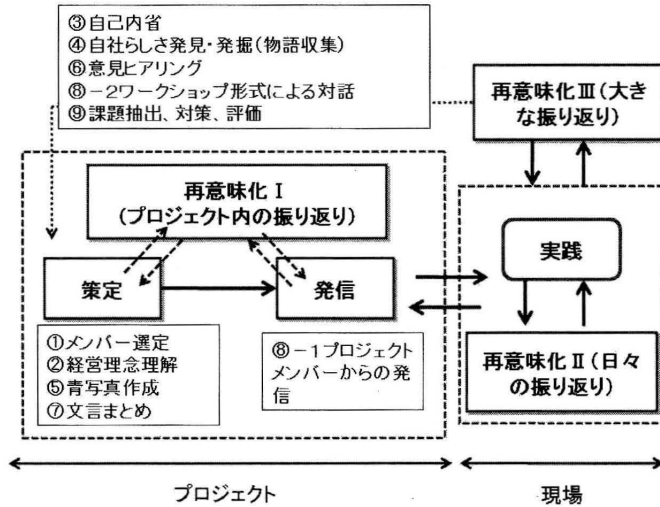 ③自己内省
④自社らしさ発見・発掘(物語収集)
⑥意見ヒアリング
⑧-2ワークショップ形式による対話
⑨課題抽出、対策、評価
再意味化Ⅲ(大き
な振り返り)
再意味化Ⅰ
(プロジェクト内の振り返り)
策定
発信
実践
①メンバー選定
②経営理念理解
⑤青写真作成
⑦文言まとめ
⑧-1プロジェクト
メンバーからの発
信
再意味化Ⅱ(日々
の振り返り)
プロジェクト
現場